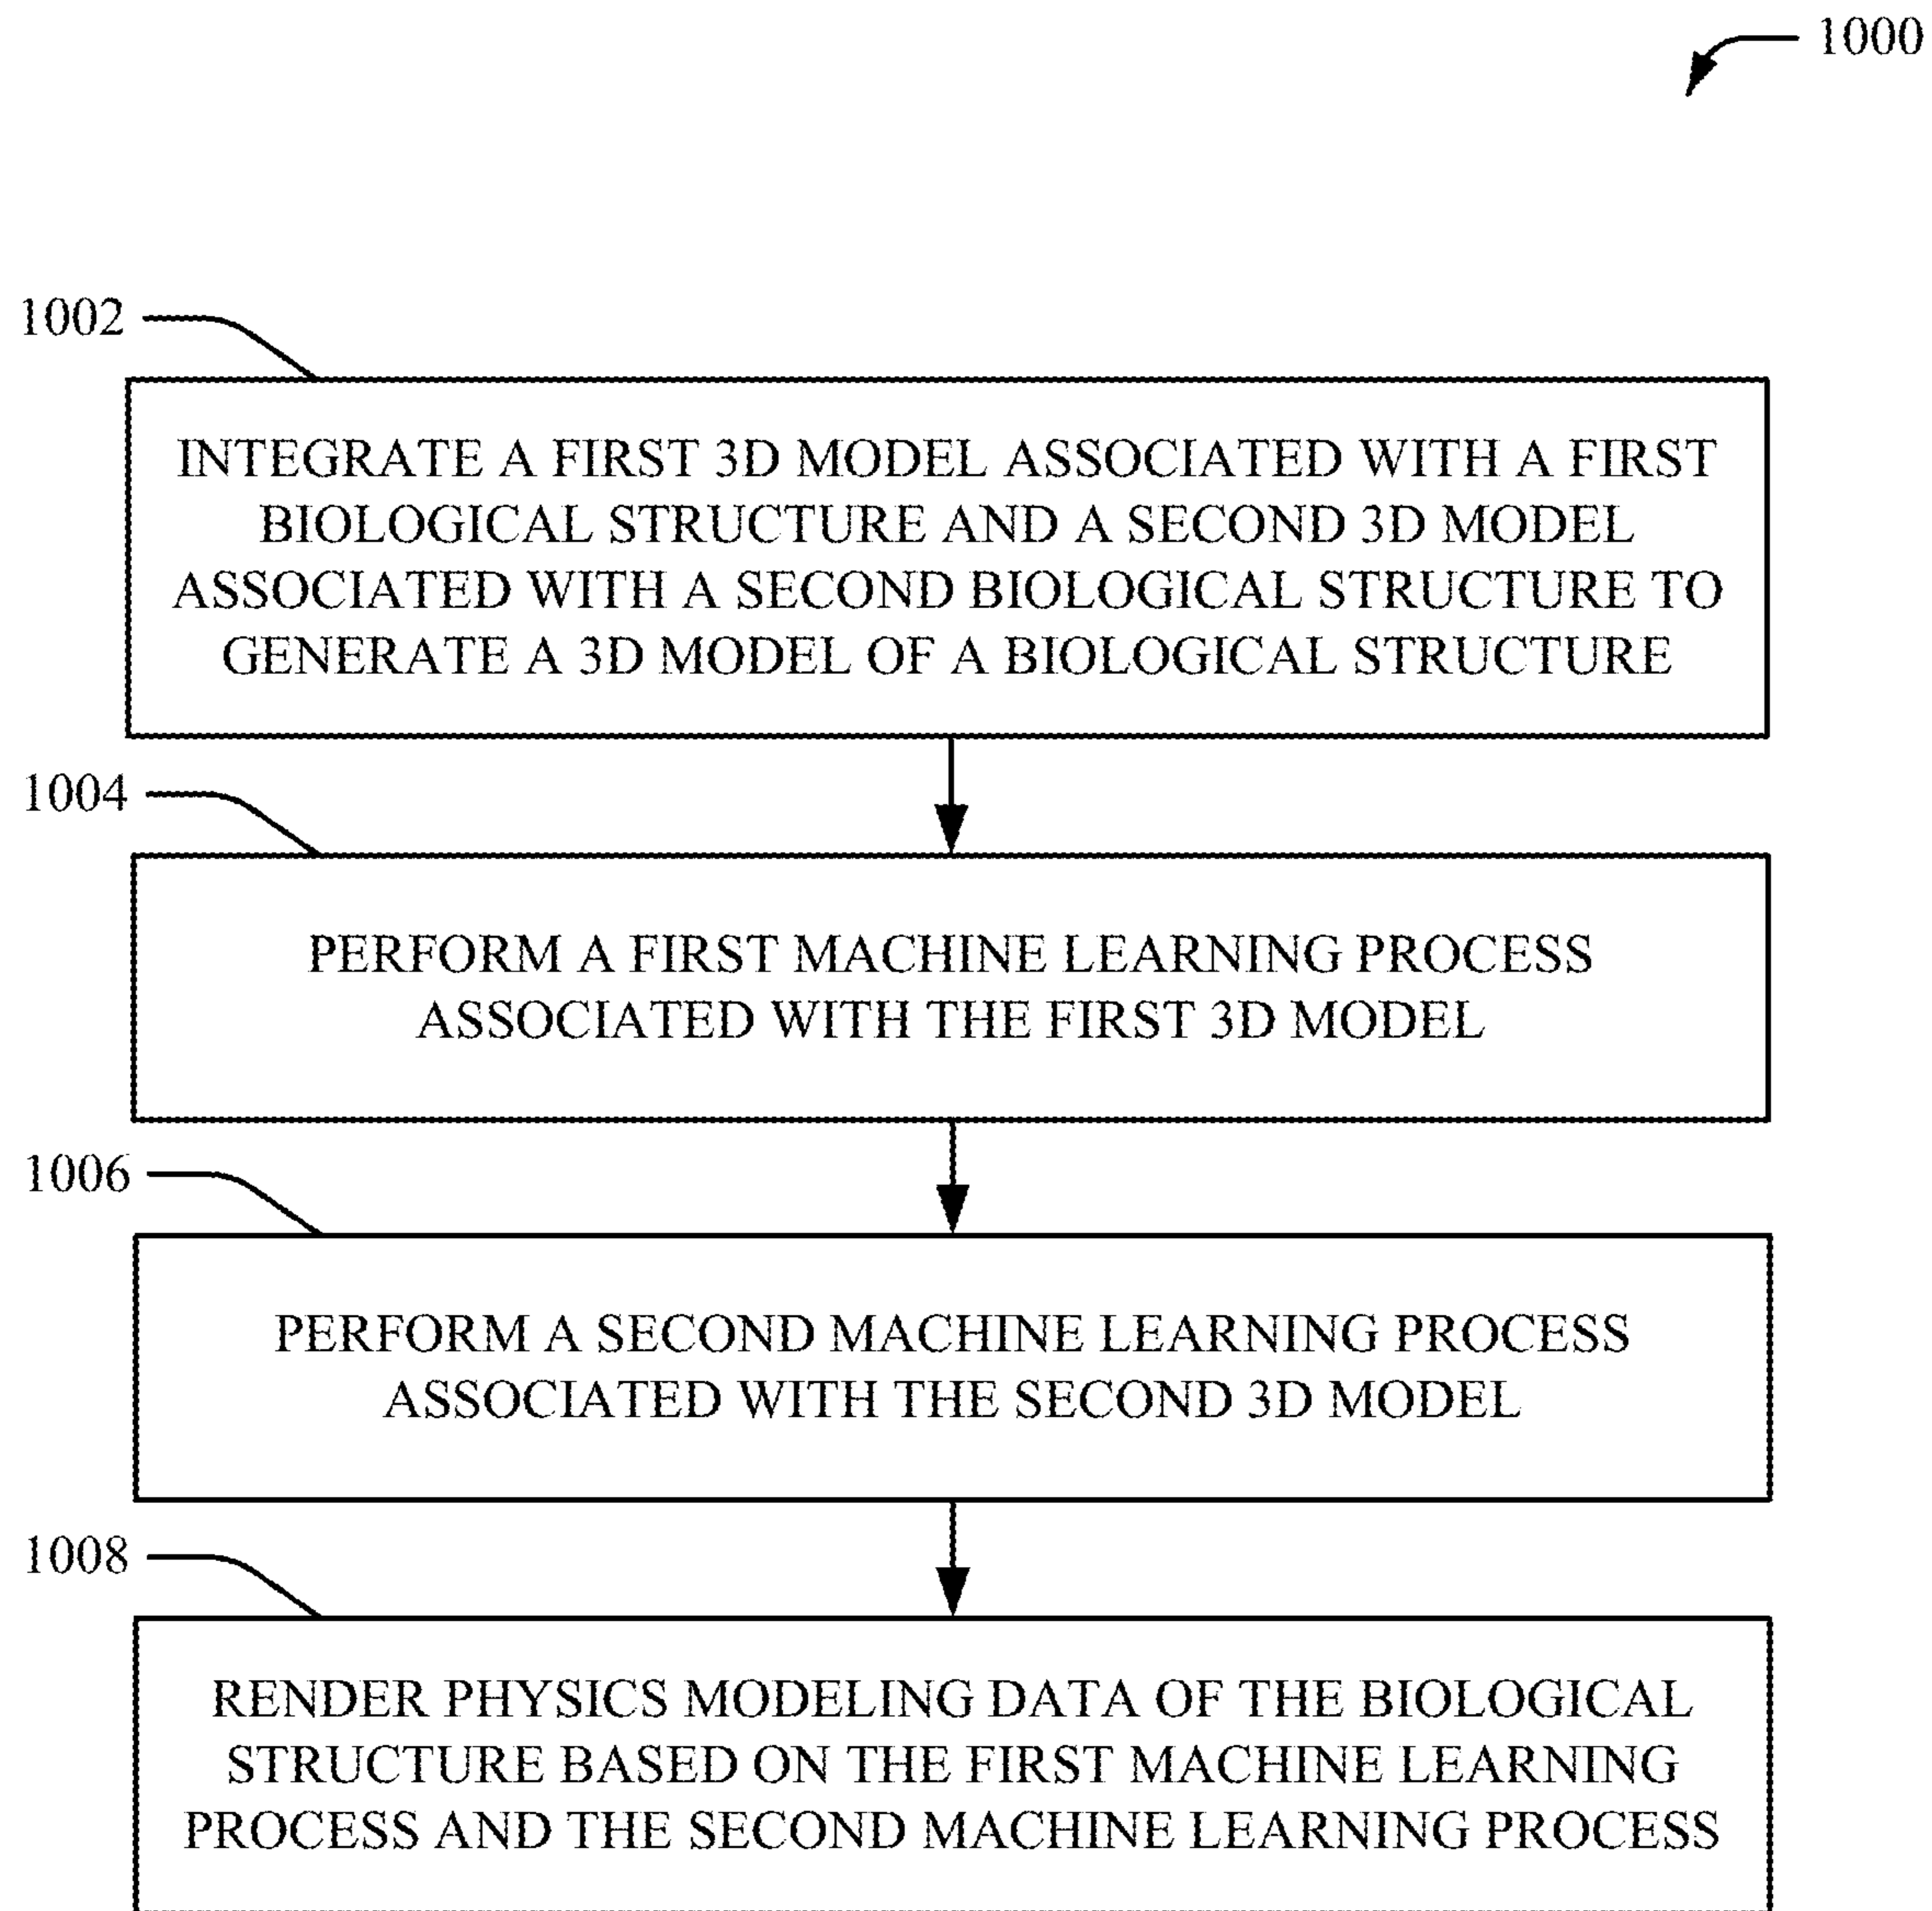 1000
1002
INTEGRATE A FIRST 3D MODEL ASSOCIATED WITH A FIRST
BIOLOGICAL STRUCTURE AND A SECOND 3D MODEL
ASSOCIATED WITH A SECOND BIOLOGICAL STRUCTURE TO
GENERATE A 3D MODEL OF A BIOLOGICAL STRUCTURE
1004
PERFORM A FIRST MACHINE LEARNING PROCESS
ASSOCIATED WITH THE FIRST 3D MODEL
1006
PERFORM A SECOND MACHINE LEARNING PROCESS
ASSOCIATED WITH THE SECOND 3D MODEL
1008
RENDER PHYSICS MODELING DATA OF THE BIOLOGICAL
STRUCTURE BASED ON THE FIRST MACHINE LEARNING
PROCESS AND THE SECOND MACHINE LEARNING PROCESS